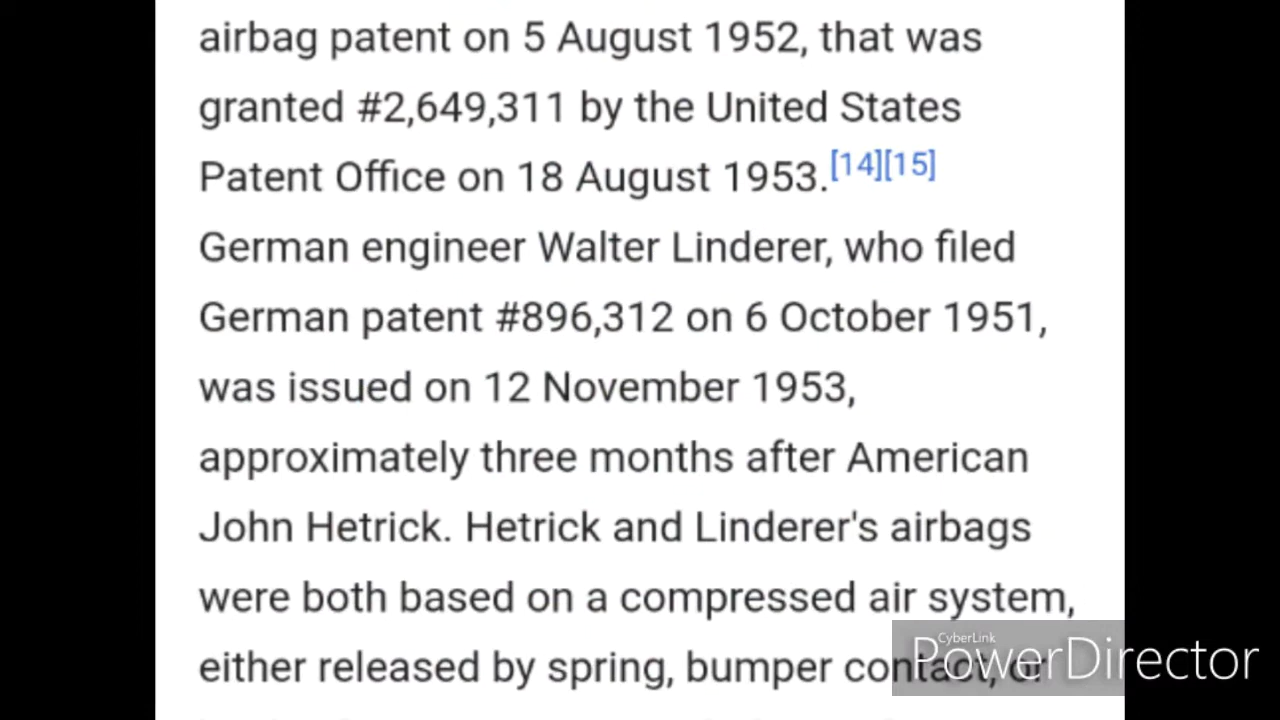 airbag patent on 5 August 1952, that was
granted #2,649,311 by the United States
Patent Office on 18 August 1953.[14][15]
German engineer Walter Linderer, who filed
German patent #896,312 on 6 October 1951,
was issued on 12 November 1953,
approximately three months after American
John Hetrick. Hetrick and Linderer's airbags
were both based on a compressed air system,
either released by spring, bumper contact, or
CyberLink
PowerDirector